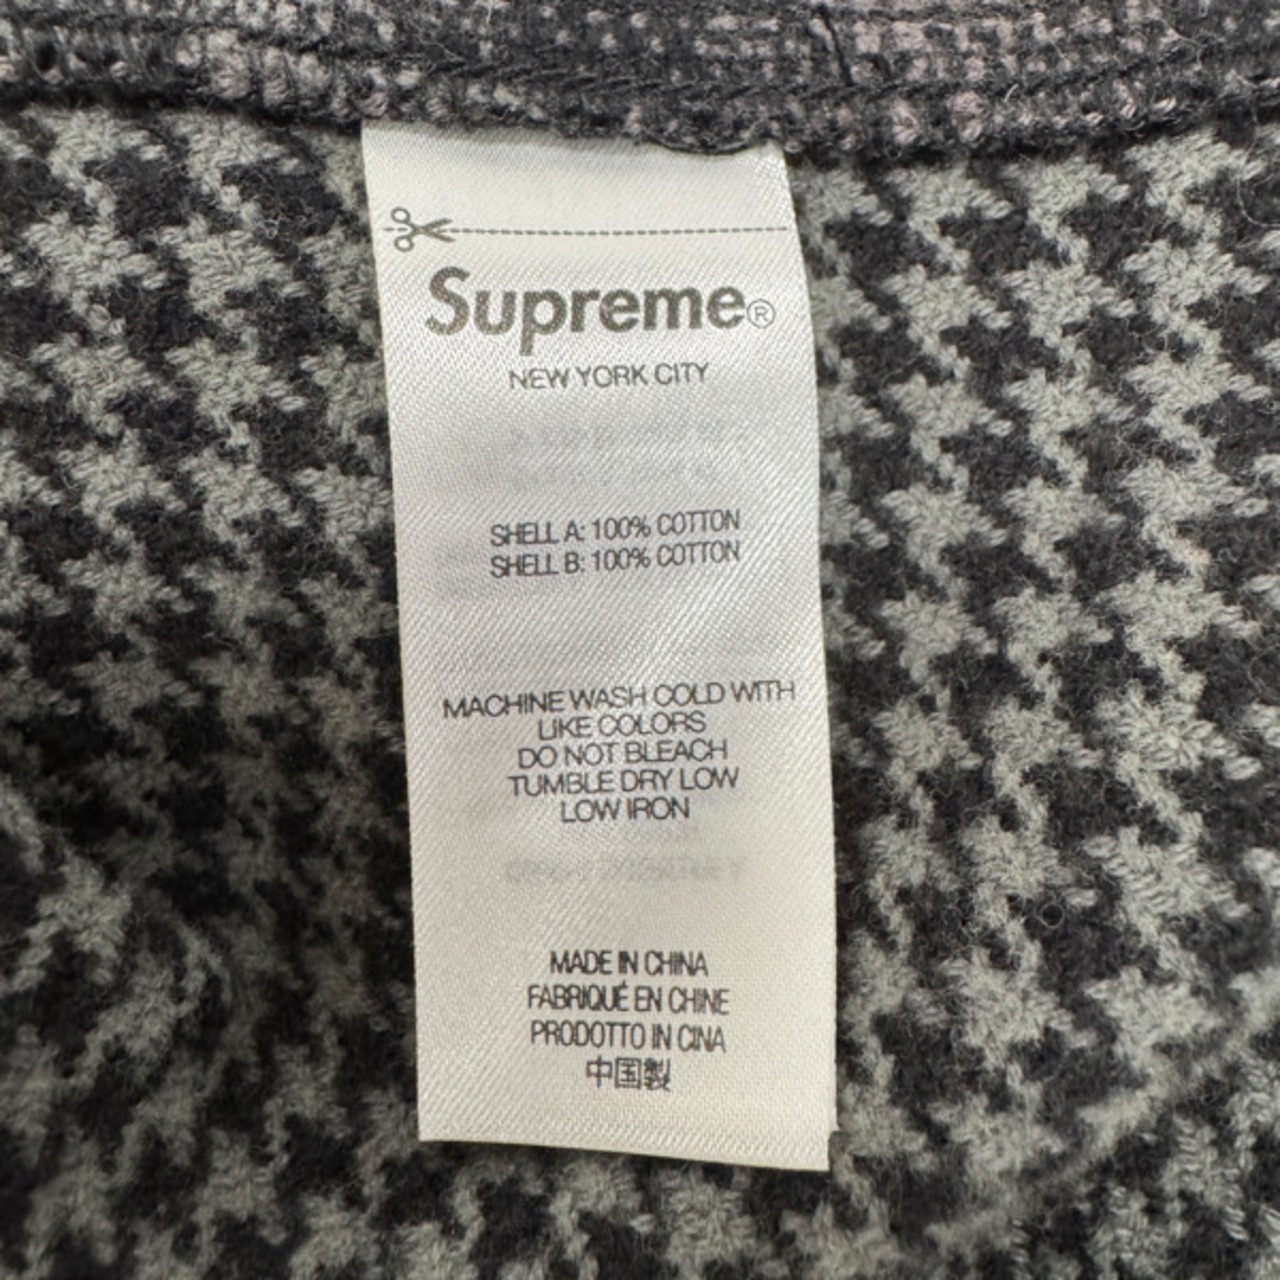 Supreme®
NEW YORK CITY
SHELL A: 100% COTTON
SHELL B: 100% COTTON
MACHINE WASH COLD WITH
LIKE COLORS
DO NOT BLEACH
TUMBLE DRY LOW
LOW IRON
MADE IN CHINA
FABRIQUÉ EN CHINE
PRODOTTO IN CINA
中国製